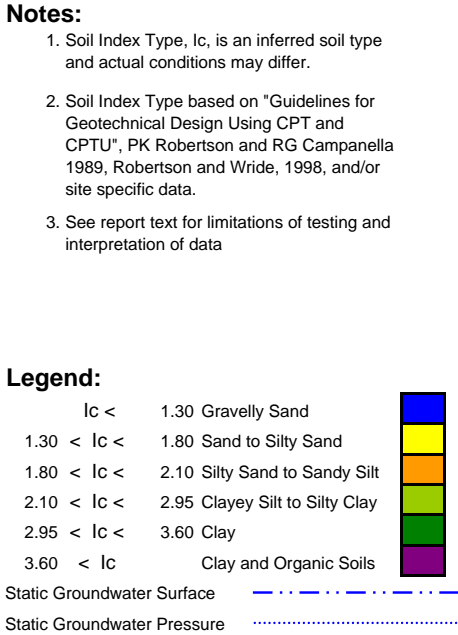 Notes:
1. Soil Index Type, Ic, is an inferred soil type
and actual conditions may differ.
2. Soil Index Type based on "Guidelines for
Geotechnical Design Using CPT and
CPTU", PK Robertson and RG Campanella
1989, Robertson and Wride, 1998, and/or
site specific data.
3. See report text for limitations of testing and
interpretation of data
Legend:
Ic < 1.30 Gravelly Sand
1.30 < Ic < 1.80 Sand to Silty Sand
1.80 < Ic < 2.10 Silty Sand to Sandy Silt
2.10 < Ic < 2.95 Clayey Silt to Silty Clay
2.95 < Ic < 3.60 Clay
3.60 < Ic Clay and Organic Soils
Static Groundwater Surface
Static Groundwater Pressure